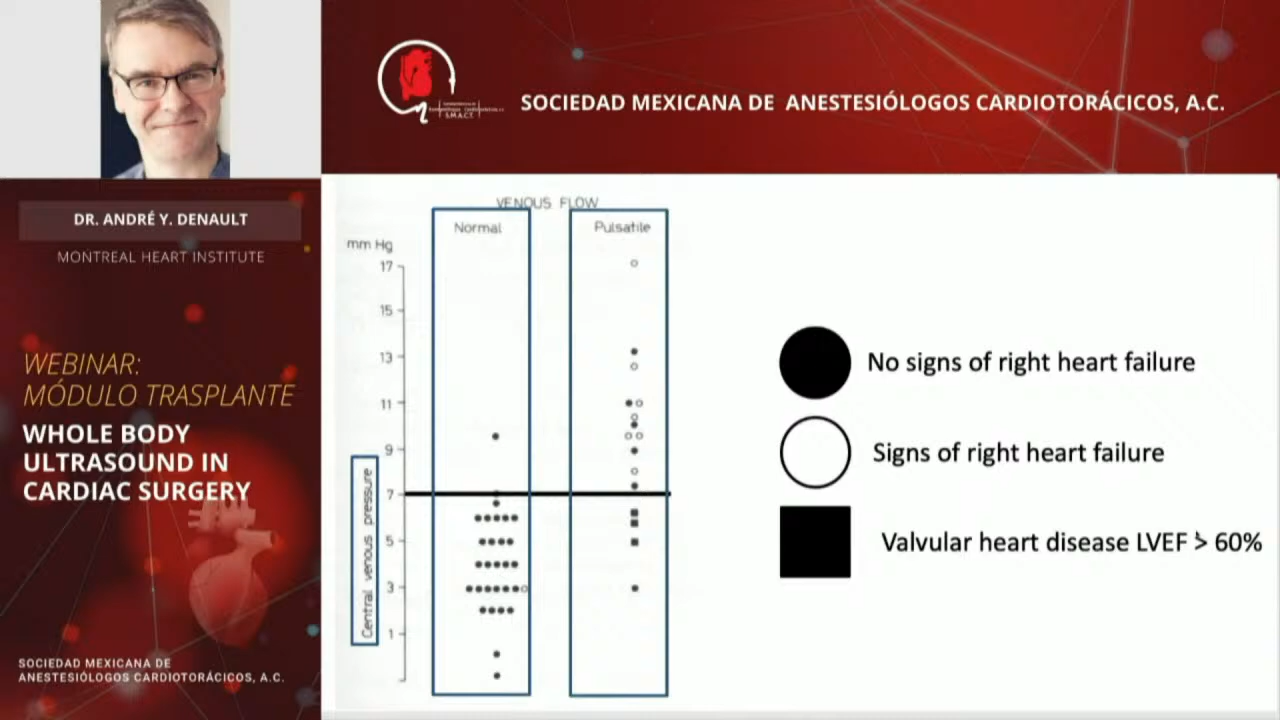 SOCIEDAD MEXICANA DE ANESTESIÓLOGOS CARDIOTORÁCICOS, A.C.
S.M.A.C.T.
DR. ANDRÉ Y. DENAULT
MONTREAL HEART INSTITUTE
WEBINAR:
MÓDULO TRASPLANTE
WHOLE BODY
ULTRASOUND IN
CARDIAC SURGERY
SOCIEDAD MEXICANA DE
ANESTESIÓLOGOS CARDIOTORÁCICOS, A.C.
VENOUS FLOW
Normal
Pulsatile
mm Hg
17
15
13
11
9
7
5
3
1
Central venous pressure
No signs of right heart failure
Signs of right heart failure
Valvular heart disease LVEF > 60%